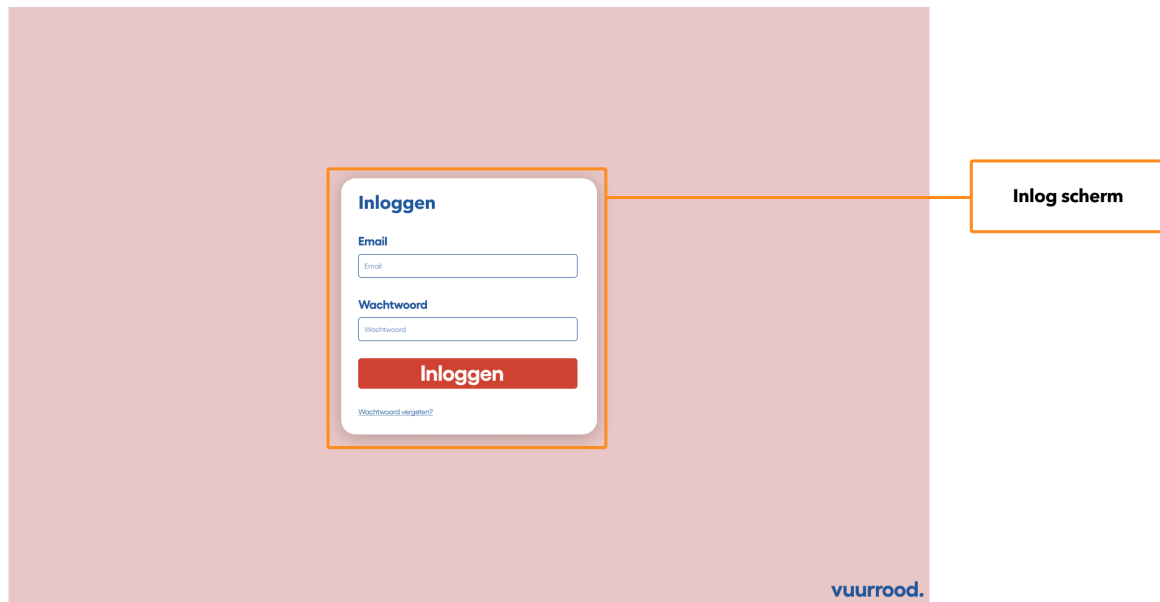 Inloggen
Email
Email
Wachtwoord
Wachtwoord
Inloggen
Wachtwoord vergeten?
Inlog scherm
vuurrood.